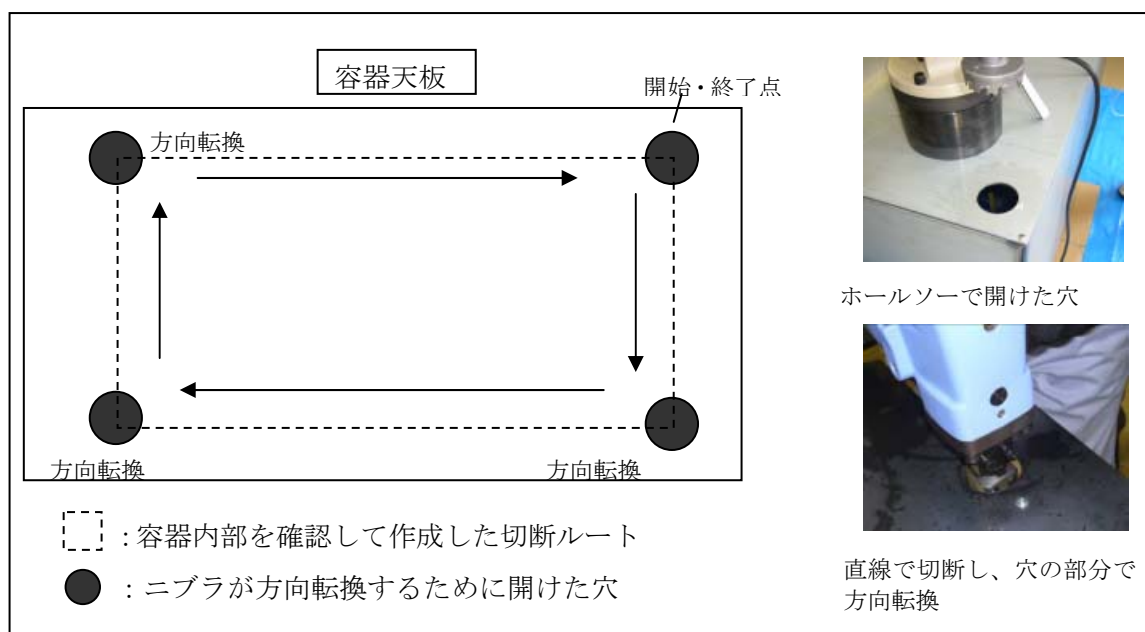 容器天板
開始・終了点
方向転換
方向転換
方向転換
：容器内部を確認して作成した切断ルート
：ニブラが方向転換するために開けた穴
ホールソーで開けた穴
直線で切断し、穴の部分で
方向転換